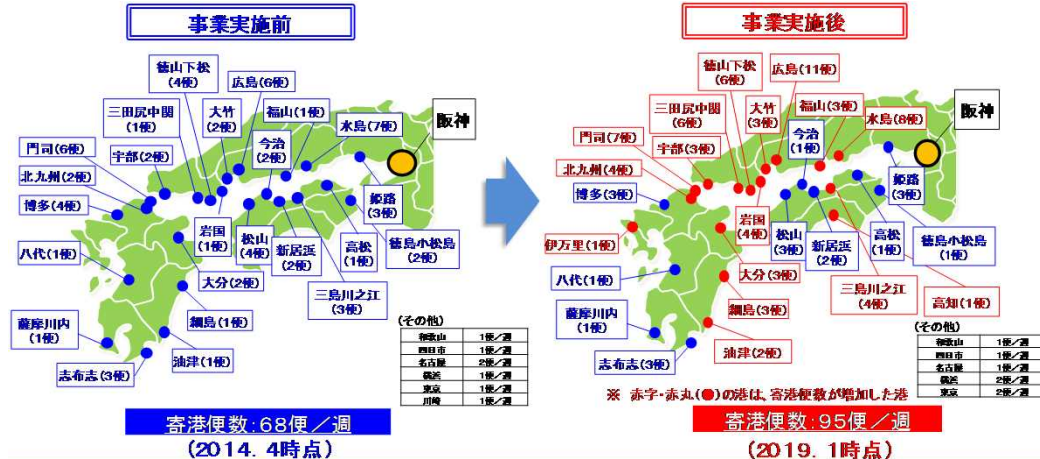 事業実施前
徳山下松
(4便)
広島(6便)
三田尻中関
(1便)
大竹
(2便)
福山(1便)
水島(7便)
阪神
今治
(2便)
門司(6便)
宇部(2便)
北九州(2便)
博多(4便)
姫路
(3便)
岩国
(1便)
松山
(4便)
新居浜
(2便)
高松
(1便)
徳島小松島
(2便)
八代(1便)
大分(2便)
三島川之江
(3便)
細島(1便)
薩摩川内
(1便)
油津(1便)
志布志(3便)
(その他)
和歌山 1便/週
四日市 1便/週
名古屋 2便/週
横浜 1便/週
東京 1便/週
川崎 1便/週
寄港便数:68便/週
(2014. 4時点)
事業実施後
徳山下松
(6便)
広島(11便)
三田尻中関
(6便)
大竹
(3便)
福山(3便)
水島(8便)
阪神
今治
(1便)
門司(7便)
宇部(3便)
北九州(4便)
博多(3便)
姫路
(3便)
岩国
(4便)
松山
(3便)
新居浜
(2便)
高松
(1便)
徳島小松島
(1便)
伊万里(1便)
八代(1便)
大分(3便)
三島川之江
(4便)
高知(1便)
細島(3便)
薩摩川内
(1便)
油津(2便)
志布志(3便)
(その他)
和歌山 1便/週
四日市 1便/週
名古屋 1便/週
横浜 2便/週
東京 2便/週
※ 赤字・赤丸(●)の港は、寄港便数が増加した港
寄港便数:95便/週
(2019. 1時点)